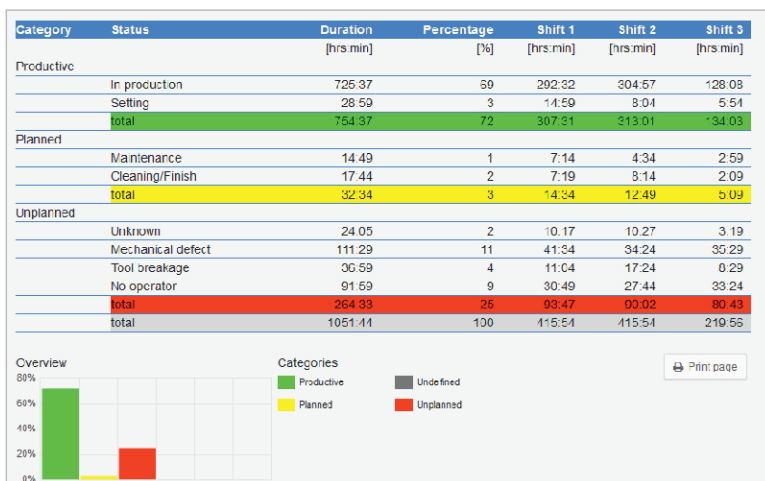 Category Status Duration Percentage Shift 1 Shift 2 Shift 3
[hrs:min] [%] [hrs:min] [hrs:min] [hrs:min]
Productive
In production 725:37 69 292:32 304:57 128:08
Setting 28:59 3 14:59 8:04 5:54
total 754:37 72 307:31 313:01 134:03
Planned
Maintenance 14:49 1 7:14 4:34 2:59
Cleaning/Finish 17:44 2 7:19 8:14 2:09
total 32:34 3 14:34 12:49 5:09
Unplanned
Unknown 24:05 2 10:17 10:27 3:19
Mechanical defect 111:29 11 41:34 34:24 35:29
Tool breakage 36:59 4 11:04 17:24 8:29
No operator 91:59 9 30:49 27:44 33:24
total 264:33 25 93:47 90:02 80:43
total 1051:44 100 415:54 415:54 219:56
Overview Categories Print page
80% Productive Undefined
60% Planned Unplanned
40%
20%
0%